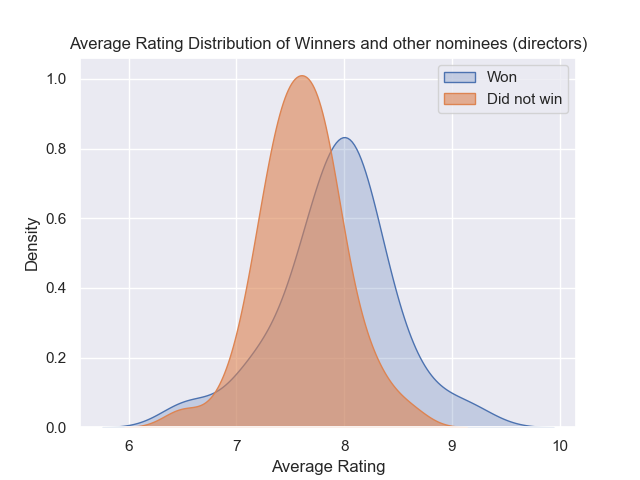 Average Rating Distribution of Winners and other nominees (directors)
Won
Did not win
1.0
0.8
0.6
0.4
0.2
0.0
Density
6 7 8 9 10
Average Rating